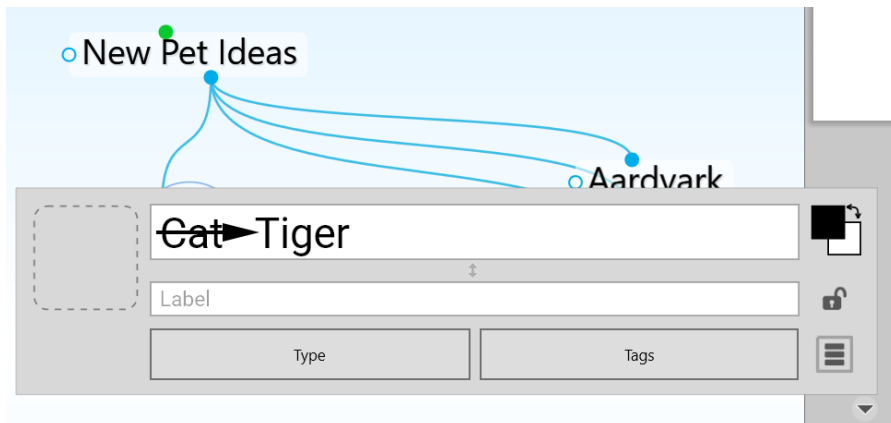 New Pet Ideas
Aardvark
Cat Tiger
Label
Type
Tags